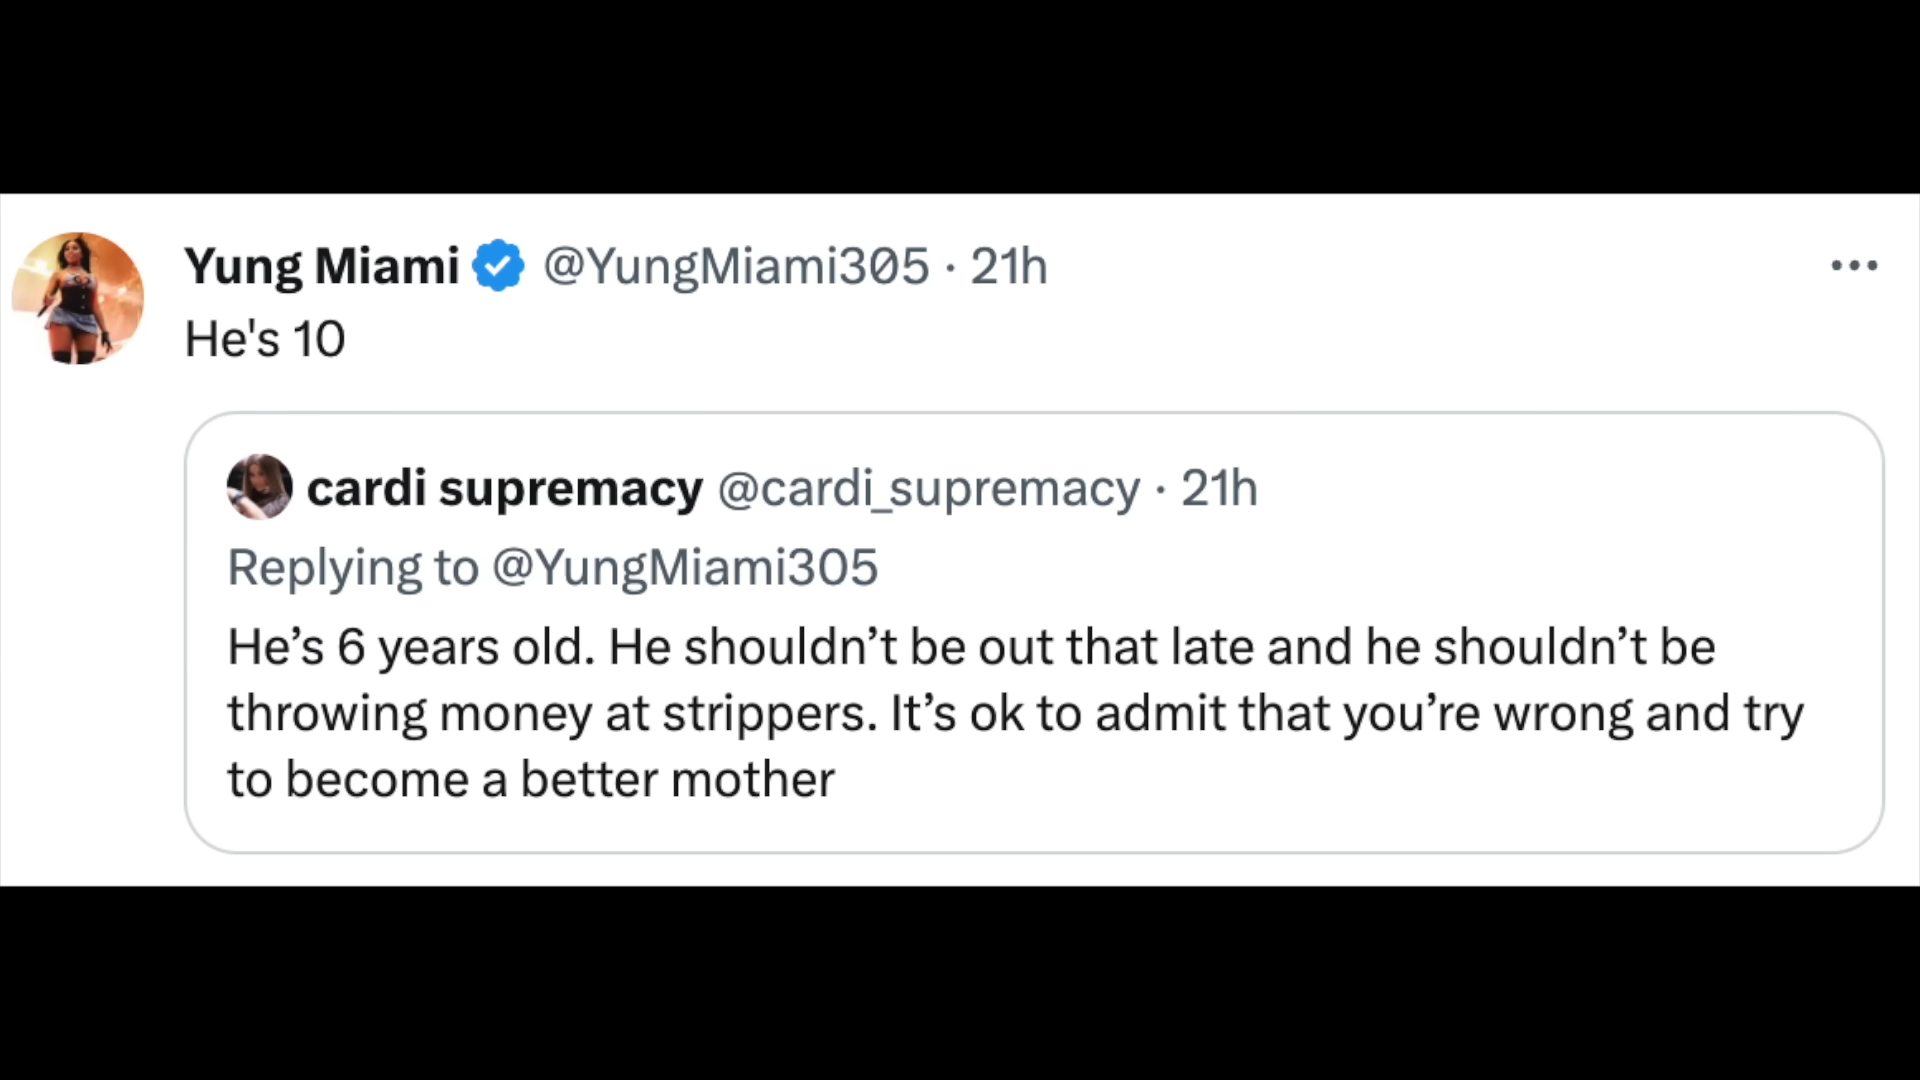 Yung Miami @YungMiami305 · 21h
He's 10
cardi supremacy @cardi_supremacy · 21h
Replying to @YungMiami305
He’s 6 years old. He shouldn’t be out that late and he shouldn’t be
throwing money at strippers. It’s ok to admit that you’re wrong and try
to become a better mother